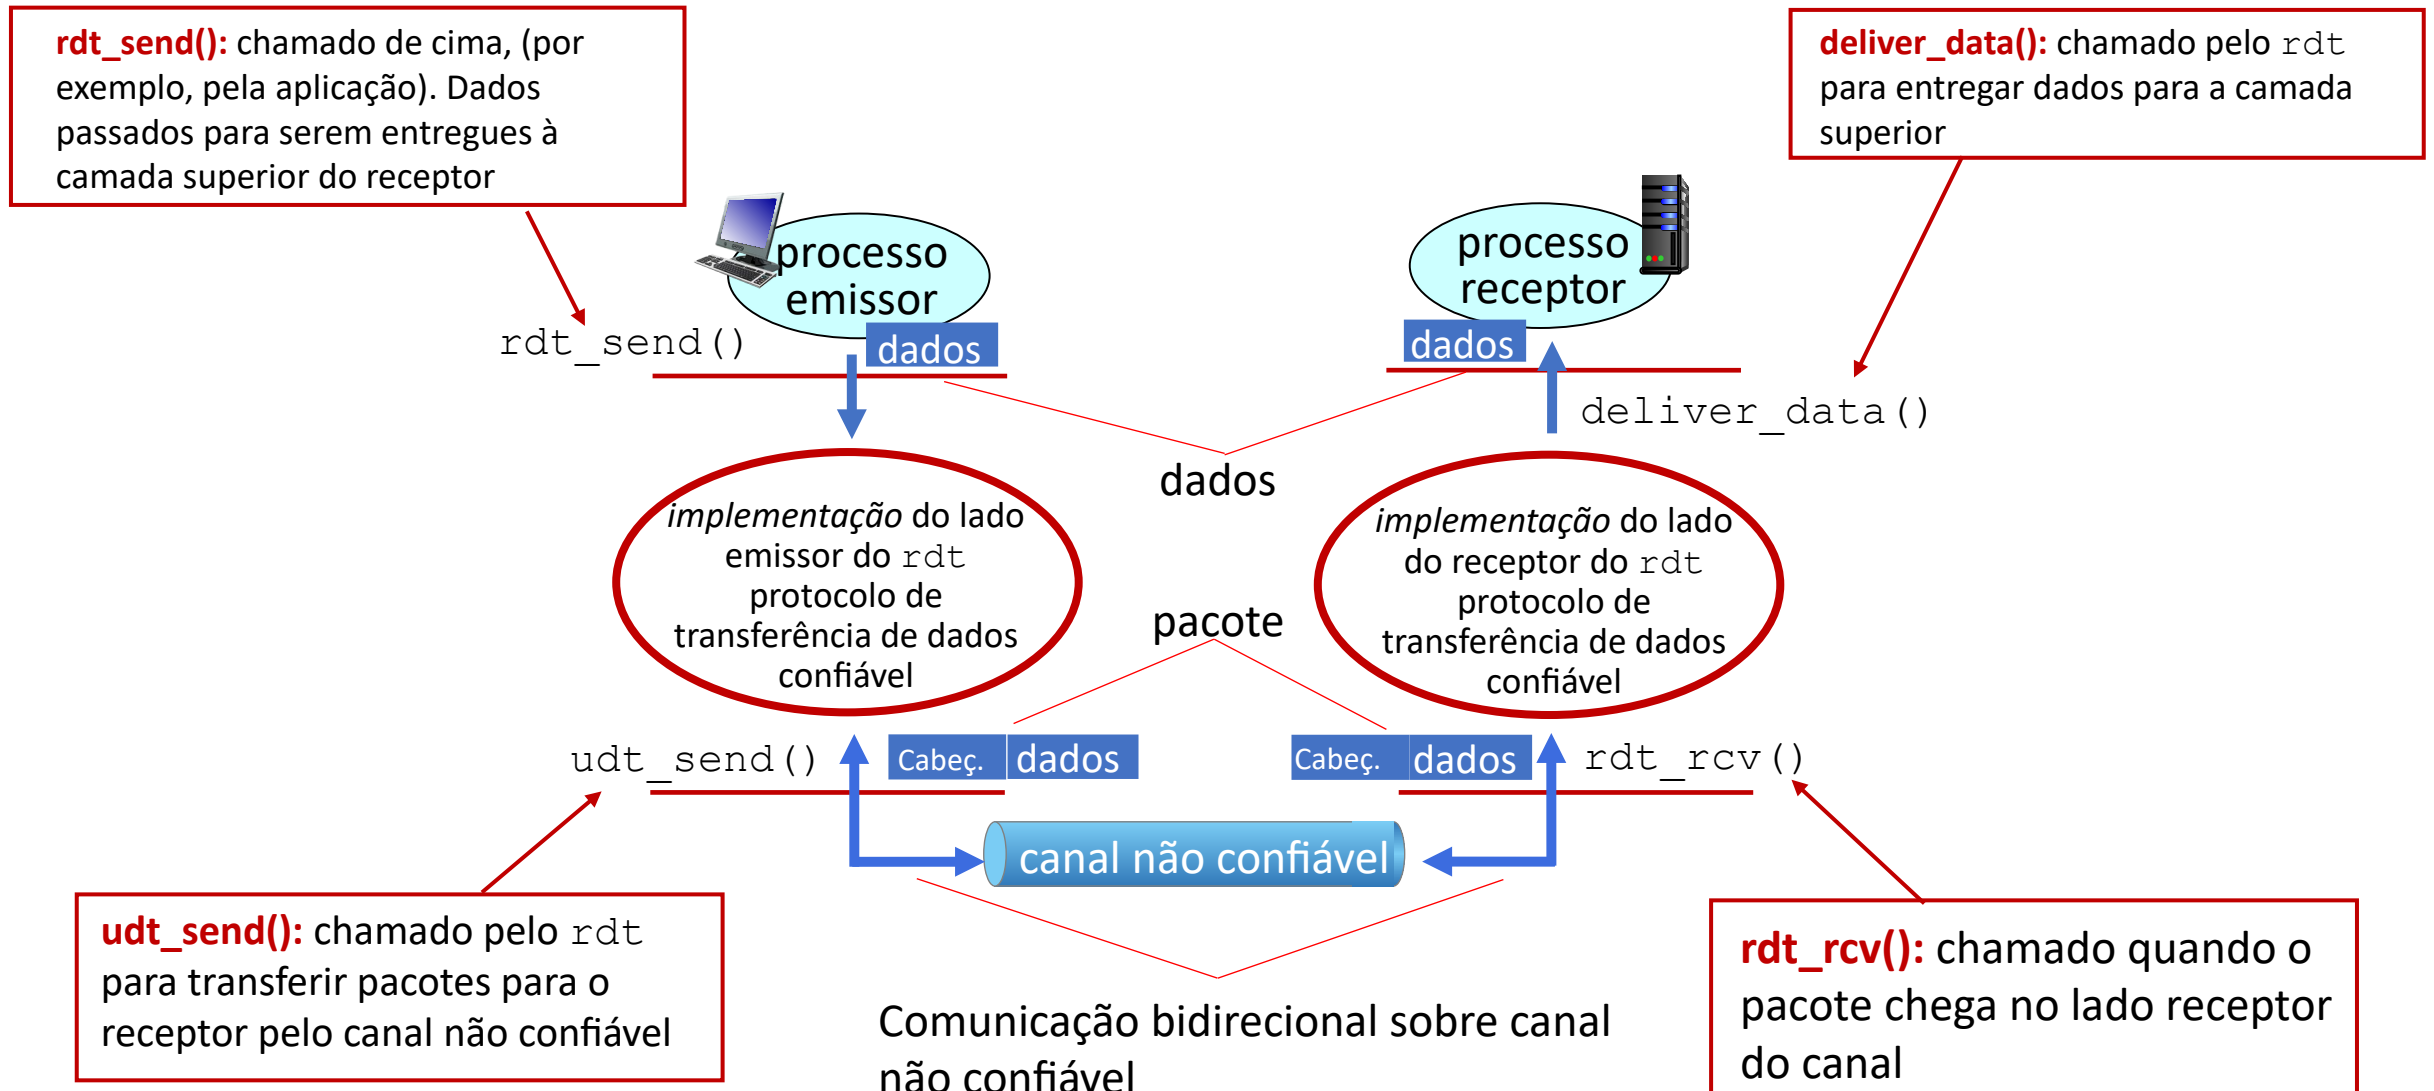 rdt_send(): chamado de cima, (por
exemplo, pela aplicação). Dados
passados para serem entregues à
camada superior do receptor
deliver_data(): chamado pelo rdt
para entregar dados para a camada
superior
processo
emissor
processo
receptor
rdt_send()
dados
dados
deliver_data()
dados
implementação do lado
emissor do rdt
protocolo de
transferência de dados
confiável
implementação do lado
do receptor do rdt
protocolo de
transferência de dados
confiável
pacote
udt_send()
Cabeç. dados
Cabeç. dados
rdt_rcv()
canal não confiável
udt_send(): chamado pelo rdt
para transferir pacotes para o
receptor pelo canal não confiável
Comunicação bidirecional sobre canal
não confiável
rdt_rcv(): chamado quando o
pacote chega no lado receptor
do canal